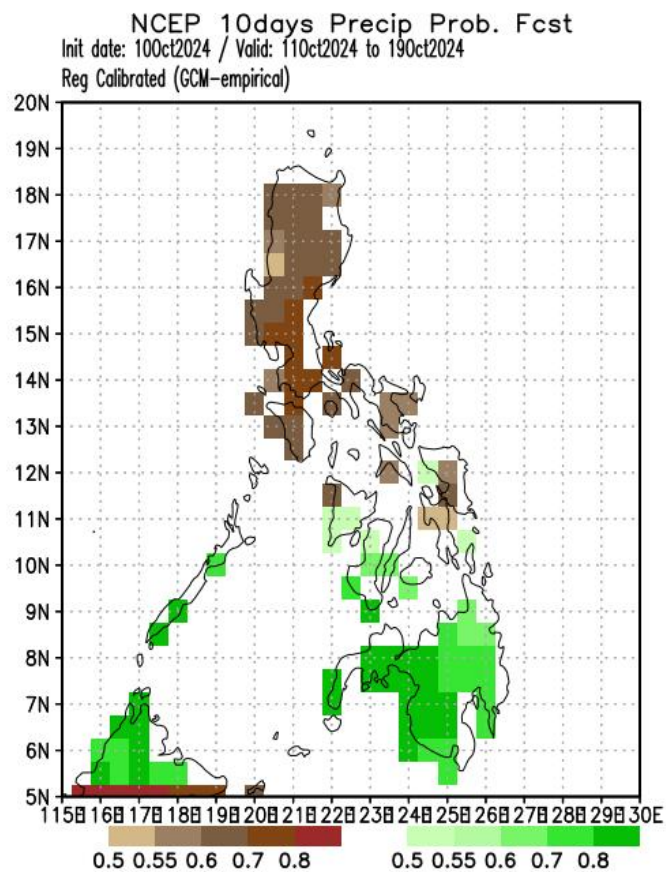 NCEP 10days Precip Prob. Fcst
Init date: 10Oct2024 / Valid: 11Oct2024 to 19Oct2024
Reg Calibrated (GCM-empirical)
20N
19N
18N
17N
16N
15N
14N
13N
12N
11N
10N
9N
8N
7N
6N
5N
115E 116E 117E 118E 119E 120E 121E 122E 123E 124E 125E 126E 127E 128E 129E 130E
0.5 0.55 0.6 0.7 0.8 0.5 0.55 0.6 0.7 0.8